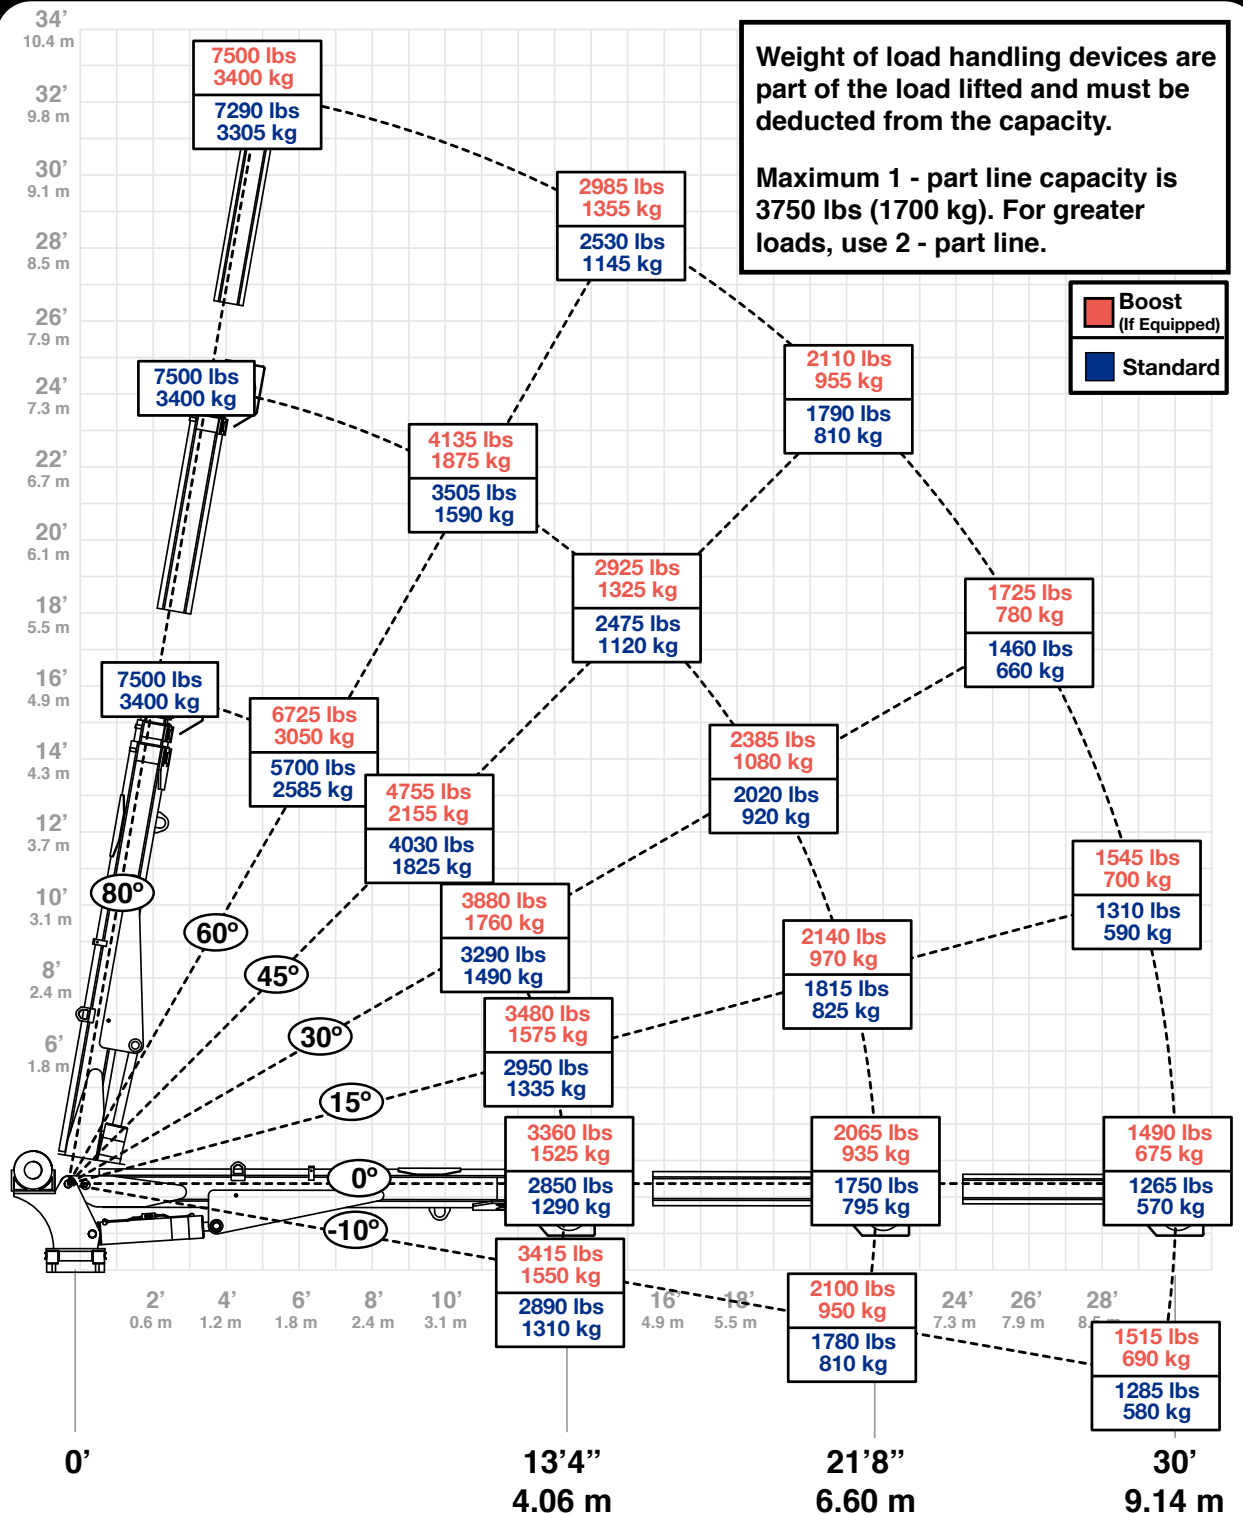 34’
10.4 m
32’
9.8 m
30’
9.1 m
28’
8.5 m
26’
7.9 m
24’
7.3 m
22’
6.7 m
20’
6.1 m
18’
5.5 m
16’
4.9 m
14’
4.3 m
12’
3.7 m
10’
3.1 m
8’
2.4 m
6’
1.8 m
Weight of load handling devices are
part of the load lifted and must be
deducted from the capacity.
Maximum 1 - part line capacity is
3750 lbs (1700 kg). For greater
loads, use 2 - part line.
Boost
(If Equipped)
Standard
7500 lbs
3400 kg
7290 lbs
3305 kg
2985 lbs
1355 kg
2530 lbs
1145 kg
2110 lbs
955 kg
1790 lbs
810 kg
7500 lbs
3400 kg
4135 lbs
1875 kg
3505 lbs
1590 kg
2925 lbs
1325 kg
2475 lbs
1120 kg
1725 lbs
780 kg
1460 lbs
660 kg
7500 lbs
3400 kg
6725 lbs
3050 kg
5700 lbs
2585 kg
2385 lbs
1080 kg
2020 lbs
920 kg
4755 lbs
2155 kg
4030 lbs
1825 kg
1545 lbs
700 kg
1310 lbs
590 kg
3880 lbs
1760 kg
3290 lbs
1490 kg
2140 lbs
970 kg
1815 lbs
825 kg
3480 lbs
1575 kg
2950 lbs
1335 kg
80º
60º
45º
30º
15º
0º
-10º
3360 lbs
1525 kg
2850 lbs
1290 kg
2065 lbs
935 kg
1750 lbs
795 kg
1490 lbs
675 kg
1265 lbs
570 kg
3415 lbs
1550 kg
2890 lbs
1310 kg
2100 lbs
950 kg
1780 lbs
810 kg
1515 lbs
690 kg
1285 lbs
580 kg
2’
0.6 m
4’
1.2 m
6’
1.8 m
8’
2.4 m
10’
3.1 m
16’
4.9 m
18’
5.5 m
24’
7.3 m
26’
7.9 m
28’
0’
13’4”
4.06 m
21’8”
6.60 m
30’
9.14 m